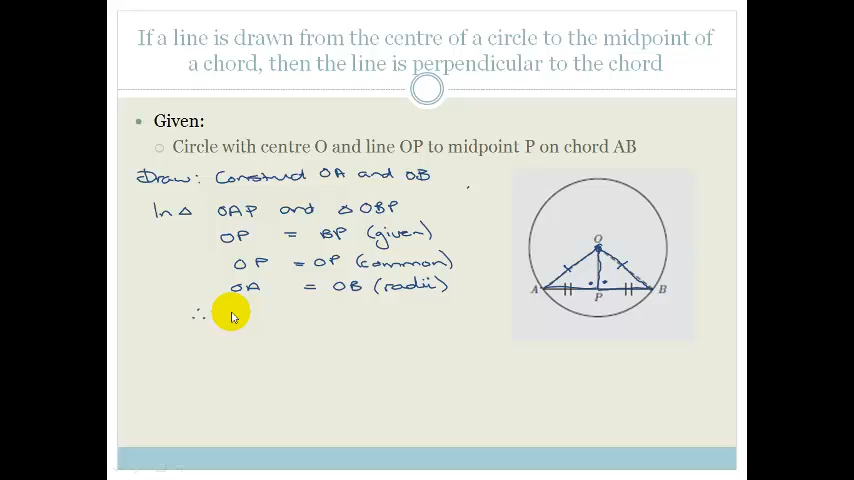 If a line is drawn from the centre of a circle to the midpoint of
a chord, then the line is perpendicular to the chord
Given:
Circle with centre O and line OP to midpoint P on chord AB
Draw: Construct OA and OB
In △ OAP and △ OBP
OP = BP (given)
OP = OP (common)
OA = OB (radii)
∴
O
A P B